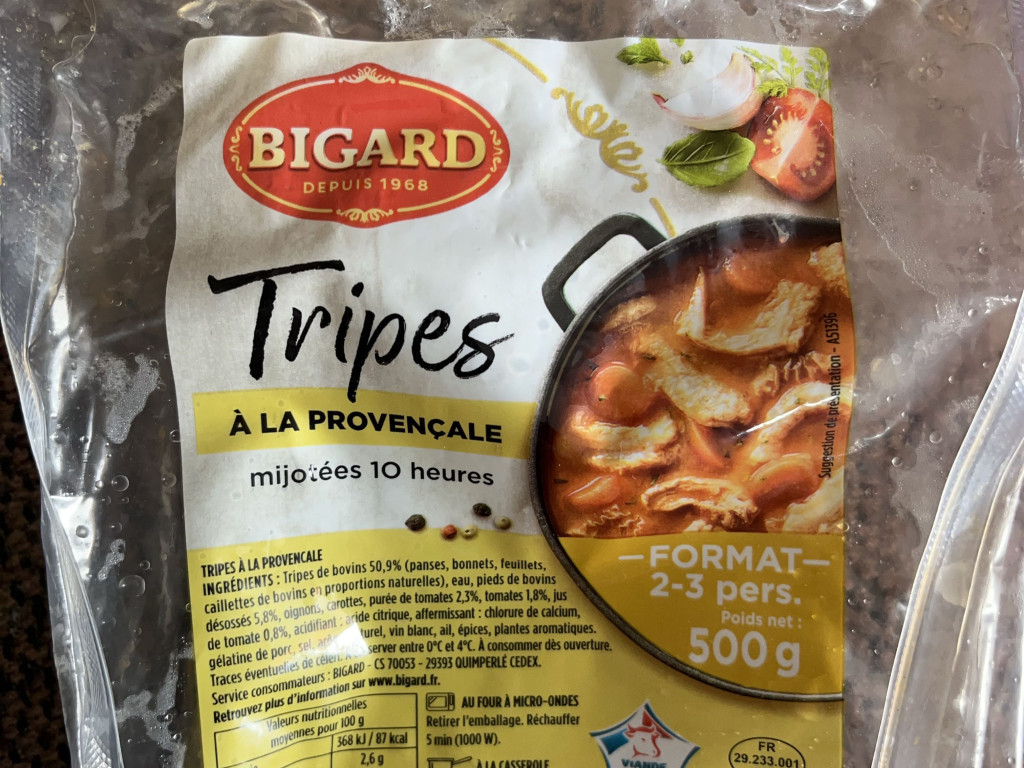 BIGARD
DEPUIS 1968
Tripes
À LA PROVENÇALE
mijotées 10 heures
Suggestion de présentation - A51396
FORMAT
2-3 pers.
Poids net :
500 g
TRIPES À LA PROVENCALE
INGRÉDIENTS : Tripes de bovins 50,9% (panses, bonnets, feuillets,
caillettes de bovins en proportions naturelles), eau, pieds de bovins
désossés 5,8%, oignons, carottes, purée de tomates 2,3%, tomates 1,8%, jus
de tomate 0,8%, acidifiant : acide citrique, affermissant : chlorure de calcium,
gélatine de porc, sel, vin blanc, ail, épices, plantes aromatiques.
Traces éventuelles de céleri. entre 0°C et 4°C. À consommer dès ouverture.
Service consommateurs : BIGARD - CS 70053 - 29393 QUIMPERLÉ CEDEX.
Retrouvez plus d'information sur www.bigard.fr.
Valeurs nutritionnelles
moyennes pour 100 g
368 kJ / 87 kcal
2,6 g
AU FOUR À MICRO-ONDES
Retirer l'emballage. Réchauffer
5 min (1000 W).
À LA CASSEROLE
VIANDE
FR
29.233.001